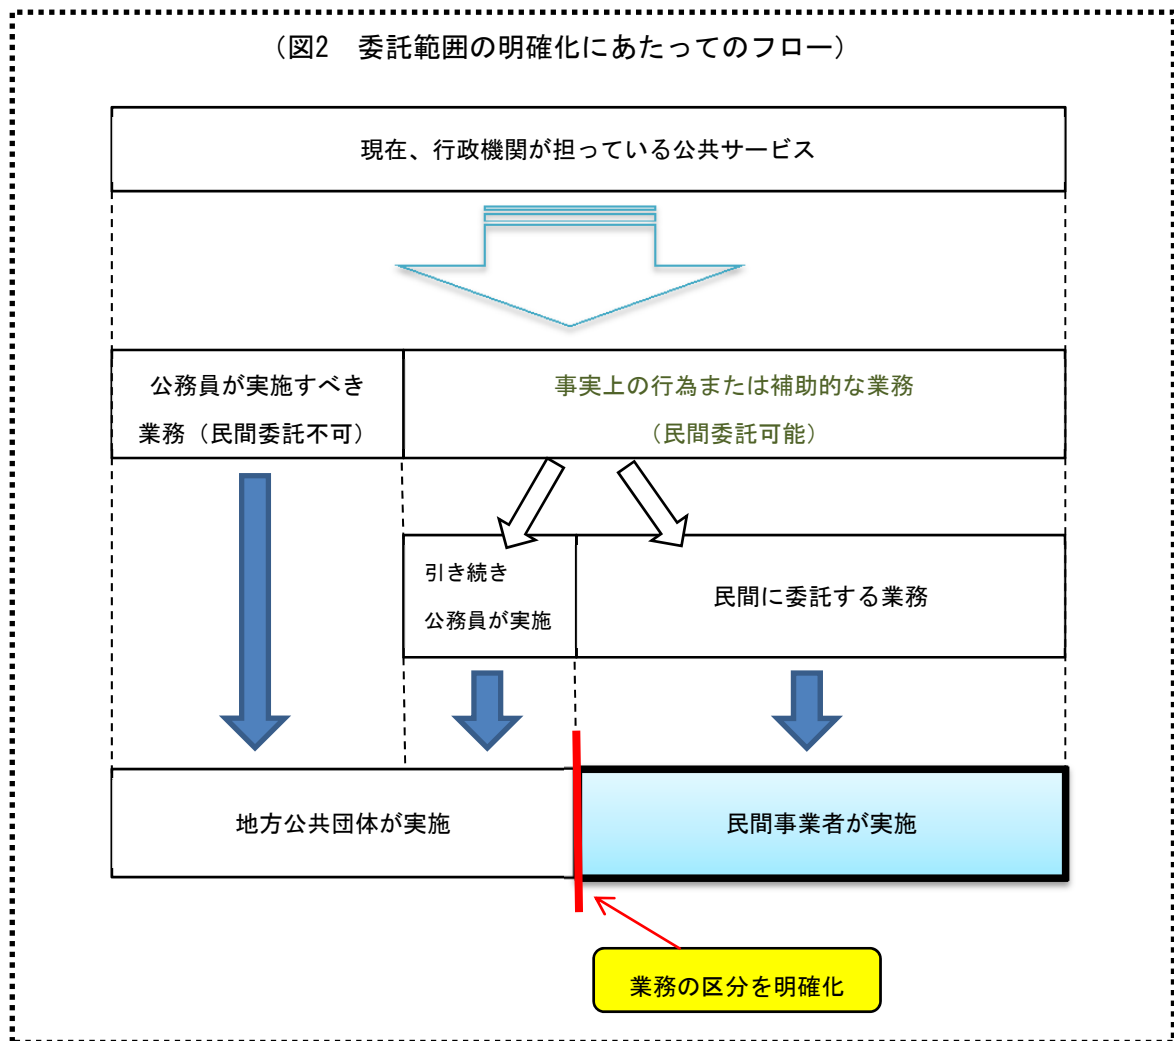 （図2　委託範囲の明確化にあたってのフロー）
現在、行政機関が担っている公共サービス
公務員が実施すべき
業務（民間委託不可）
事実上の行為または補助的な業務
（民間委託可能）
引き続き
公務員が実施
民間に委託する業務
地方公共団体が実施
民間事業者が実施
業務の区分を明確化